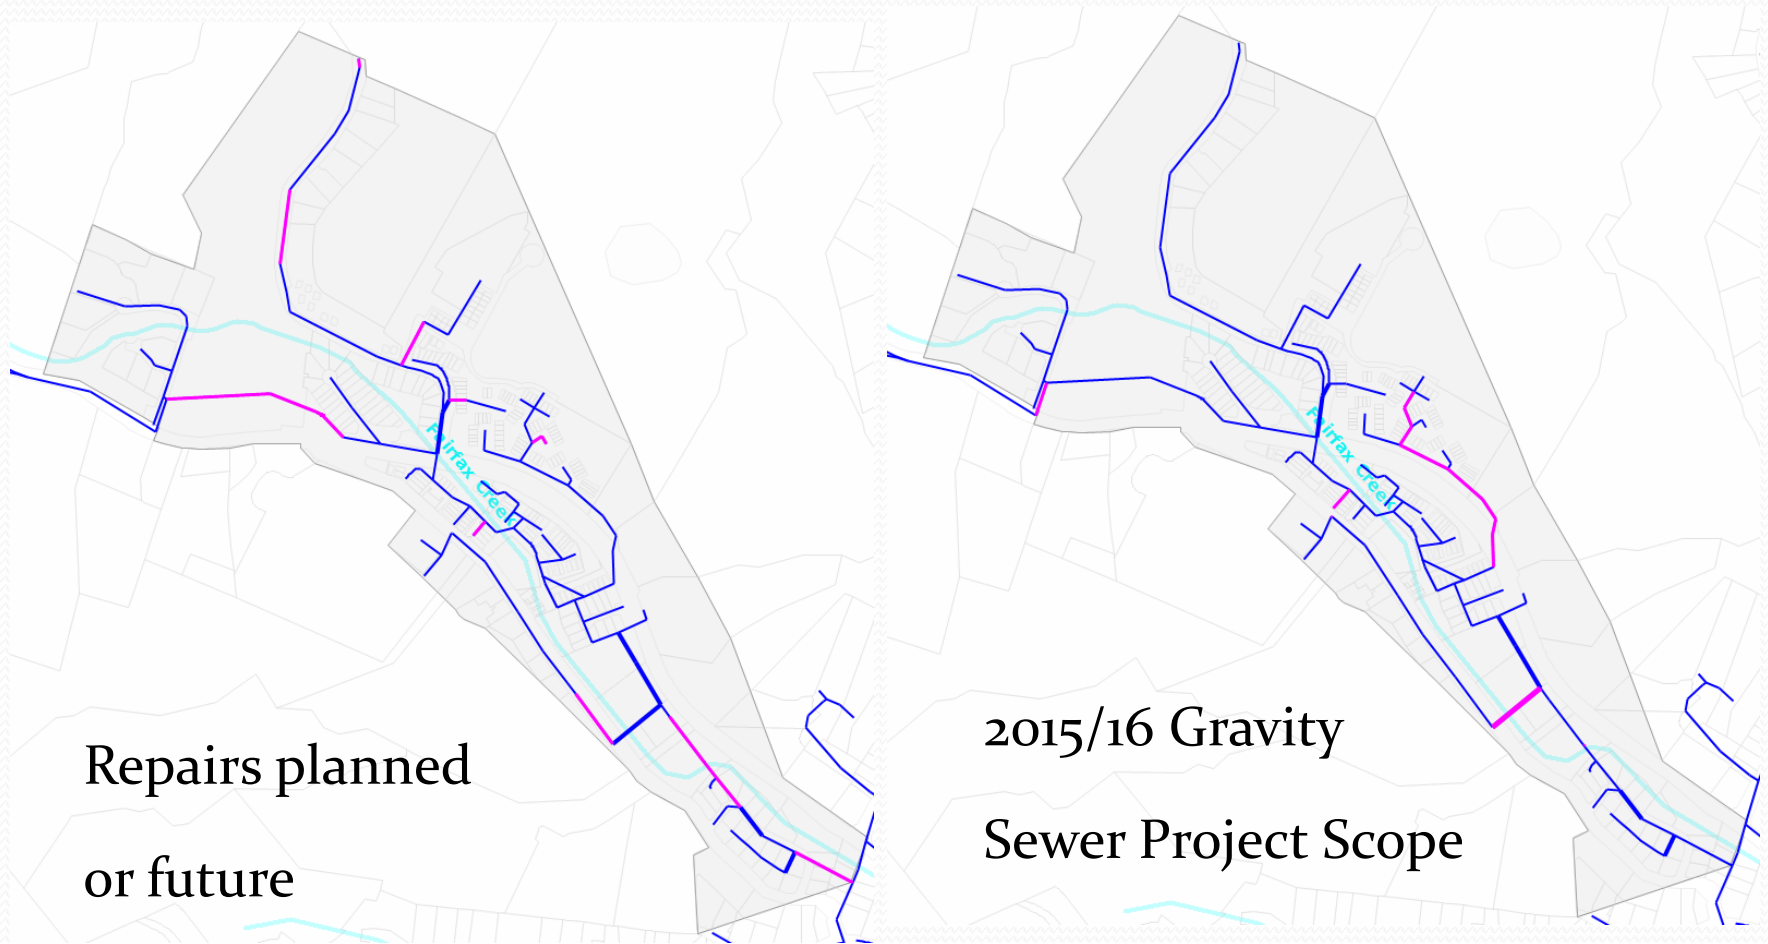 Fairfax Creek
Repairs planned
or future
Fairfax Creek
2015/16 Gravity
Sewer Project Scope